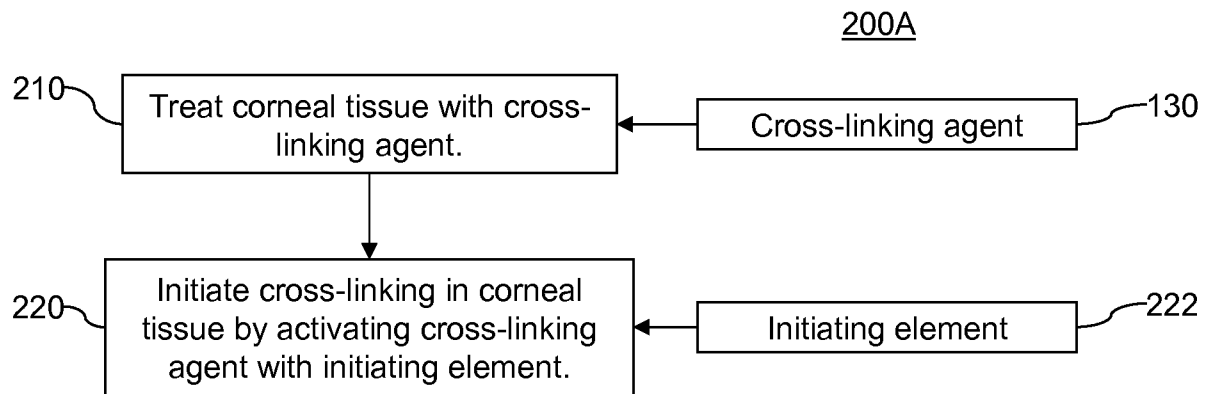 200A
210
Treat corneal tissue with cross-
linking agent.
Cross-linking agent
130
220
Initiate cross-linking in corneal
tissue by activating cross-linking
agent with initiating element.
Initiating element
222